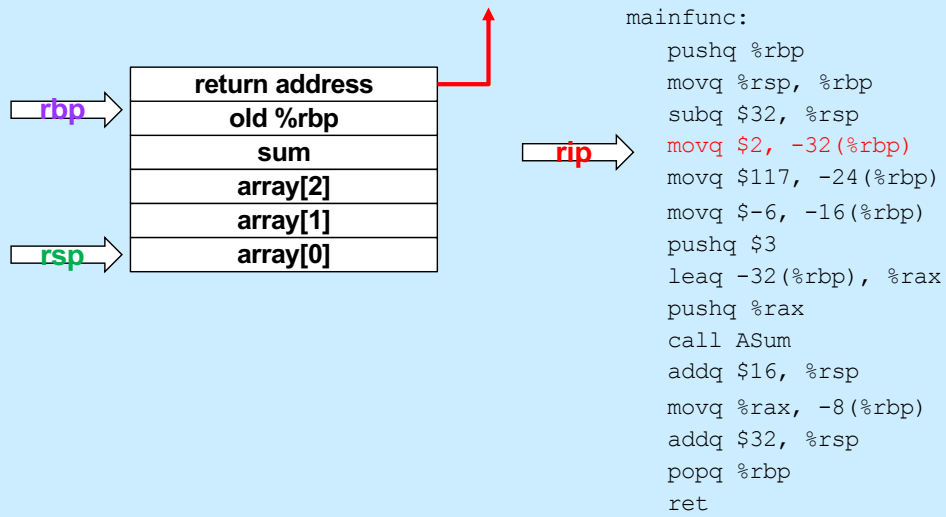 return address
rbp
old %rbp
sum
array[2]
array[1]
rsp
array[0]
rip
mainfunc:
pushq %rbp
movq %rsp, %rbp
subq $32, %rsp
movq $2, -32(%rbp)
movq $117, -24(%rbp)
movq $-6, -16(%rbp)
pushq $3
leaq -32(%rbp), %rax
pushq %rax
call ASum
addq $16, %rsp
movq %rax, -8(%rbp)
addq $32, %rsp
popq %rbp
ret